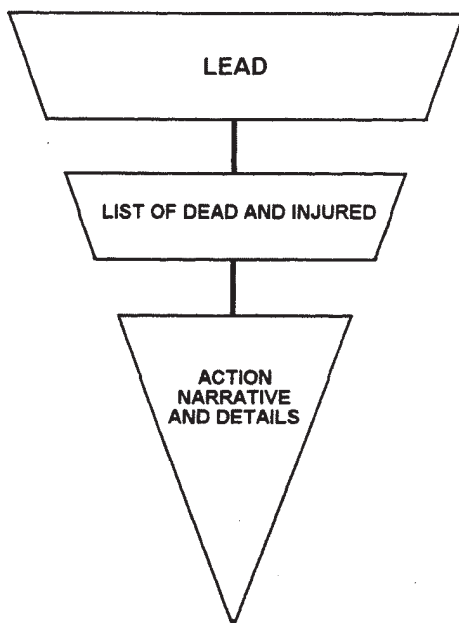 LEAD
LIST OF DEAD AND INJURED
ACTION
NARRATIVE
AND DETAILS